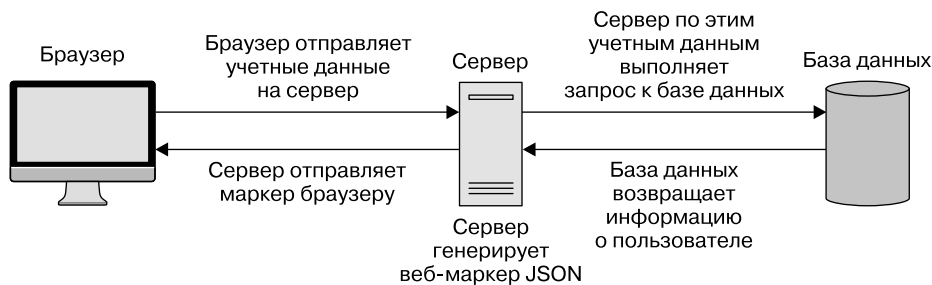 Браузер
Браузер отправляет
учетные данные
на сервер
Сервер
Сервер по этим
учетным данным
выполняет
запрос к базе данных
База данных
Сервер отправляет
маркер браузеру
Сервер
генерирует
веб-маркер JSON
База данных
возвращает
информацию
о пользователе